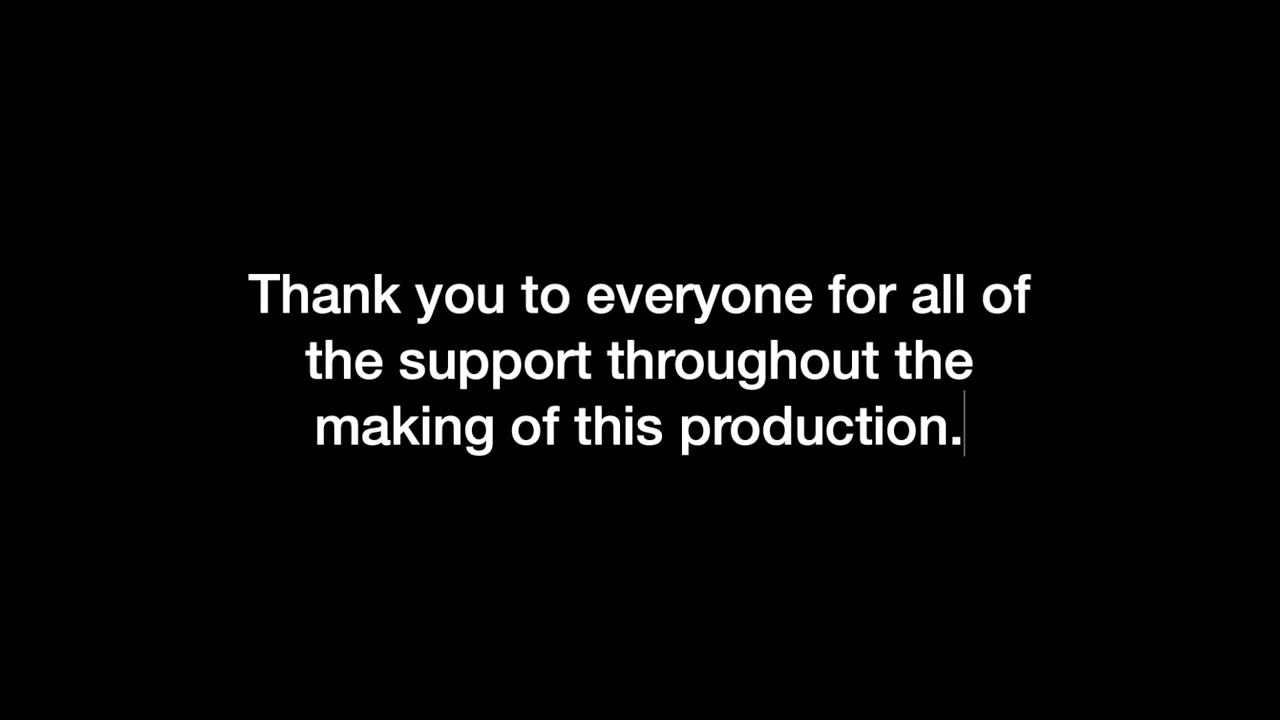 Thank you to everyone for all of
the support throughout the
making of this production.